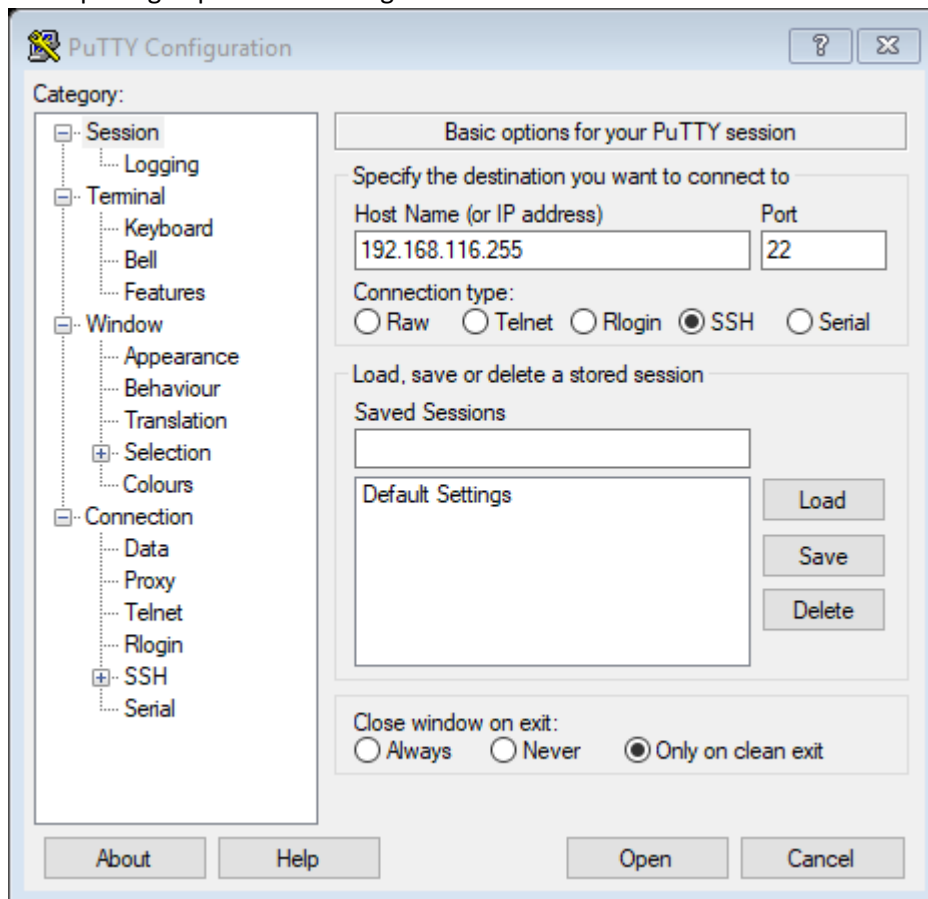 PuTTY Configuration
Category:
Session
Logging
Terminal
Keyboard
Bell
Features
Window
Appearance
Behaviour
Translation
Selection
Colours
Connection
Data
Proxy
Telnet
Rlogin
SSH
Serial
Basic options for your PuTTY session
Specify the destination you want to connect to
Host Name (or IP address) Port
192.168.116.255 22
Connection type:
Raw Telnet Rlogin SSH Serial
Load, save or delete a stored session
Saved Sessions
Default Settings
Load
Save
Delete
Close window on exit:
Always Never Only on clean exit
About Help Open Cancel